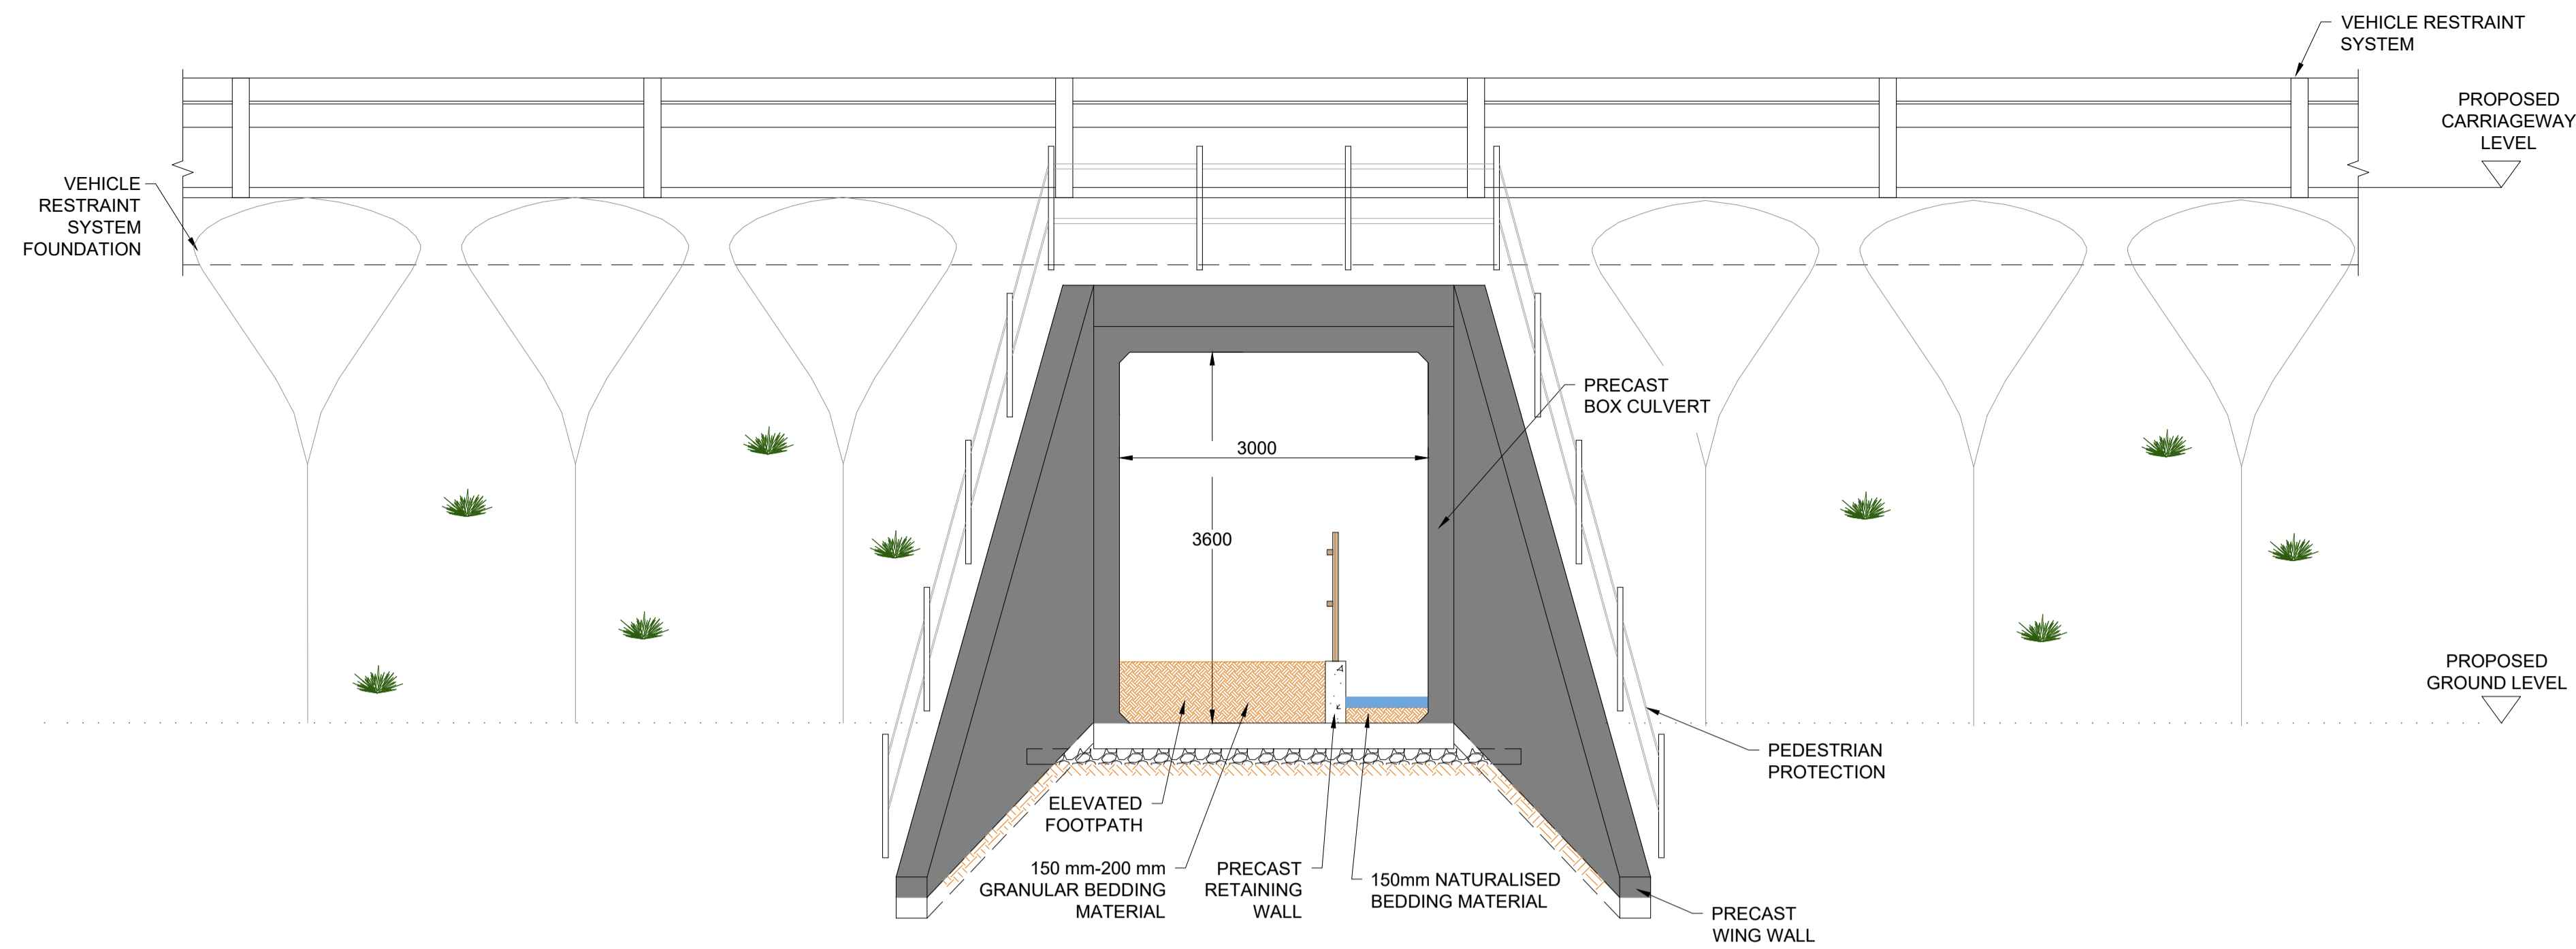 VEHICLE RESTRAINT
SYSTEM
PROPOSED
CARRIAGEWAY
LEVEL
VEHICLE
RESTRAINT
SYSTEM
FOUNDATION
PRECAST
BOX CULVERT
3000
3600
PROPOSED
GROUND LEVEL
PEDESTRIAN
PROTECTION
ELEVATED
FOOTPATH
150 mm-200 mm
GRANULAR BEDDING
MATERIAL
PRECAST
RETAINING
WALL
150mm NATURALISED
BEDDING MATERIAL
PRECAST
WING WALL